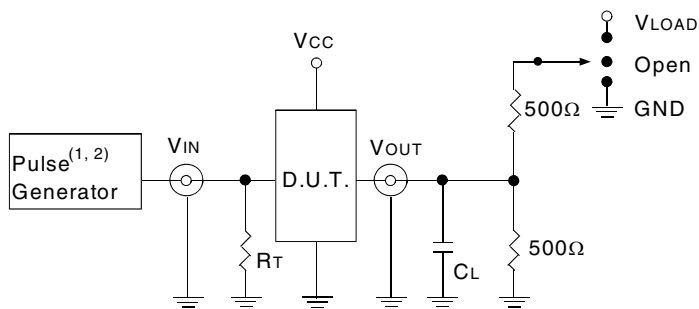 VLOAD
VCC
Open
500Ω
GND
VIN
VOUT
Pulse(1, 2)
Generator
D.U.T.
RT
CL
500Ω